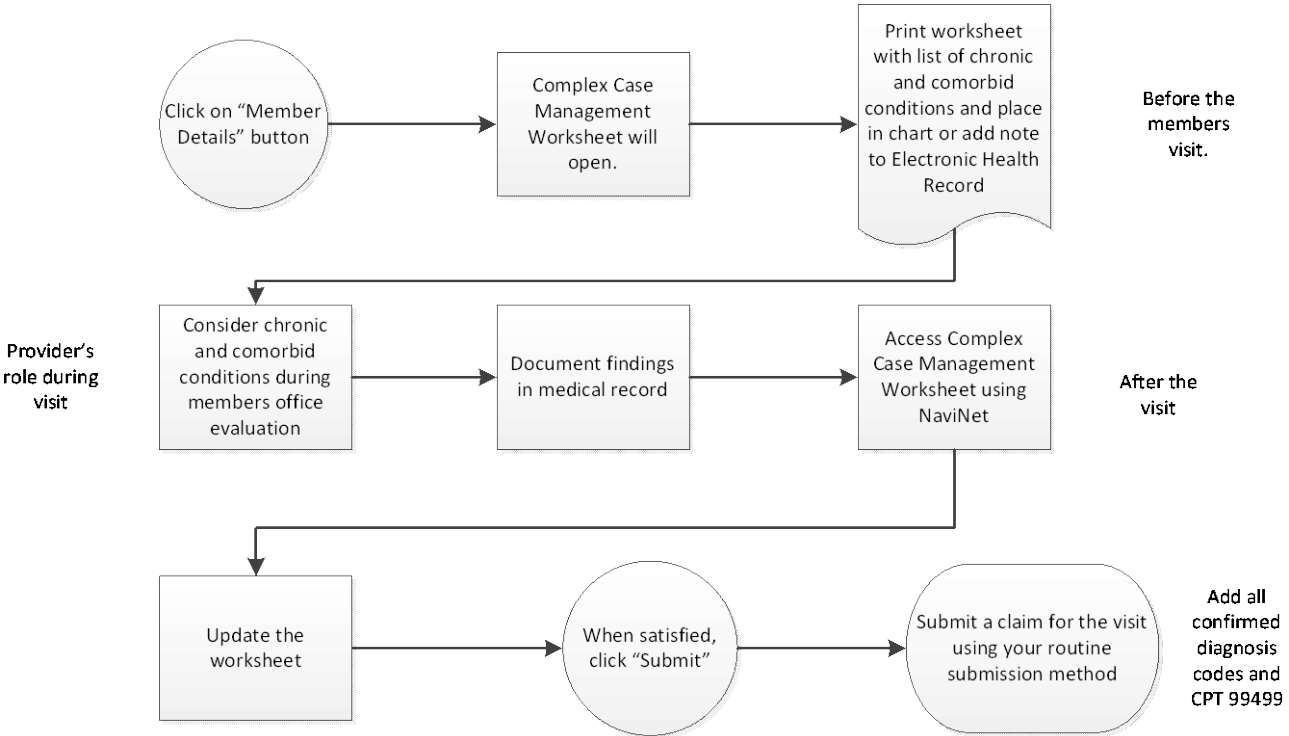 Click on “Member
Details” button
Complex Case
Management
Worksheet will
open.
Print worksheet
with list of chronic
and comorbid
conditions and place
in chart or add note
to Electronic Health
Record
Before the
members
visit.
Provider’s
role during
visit
Consider chronic
and comorbid
conditions during
members office
evaluation
Document findings
in medical record
Access Complex
Case Management
Worksheet using
NaviNet
After the
visit
Update the
worksheet
When satisfied,
click “Submit”
Submit a claim for the visit
using your routine
submission method
Add all
confirmed
diagnosis
codes and
CPT 99499